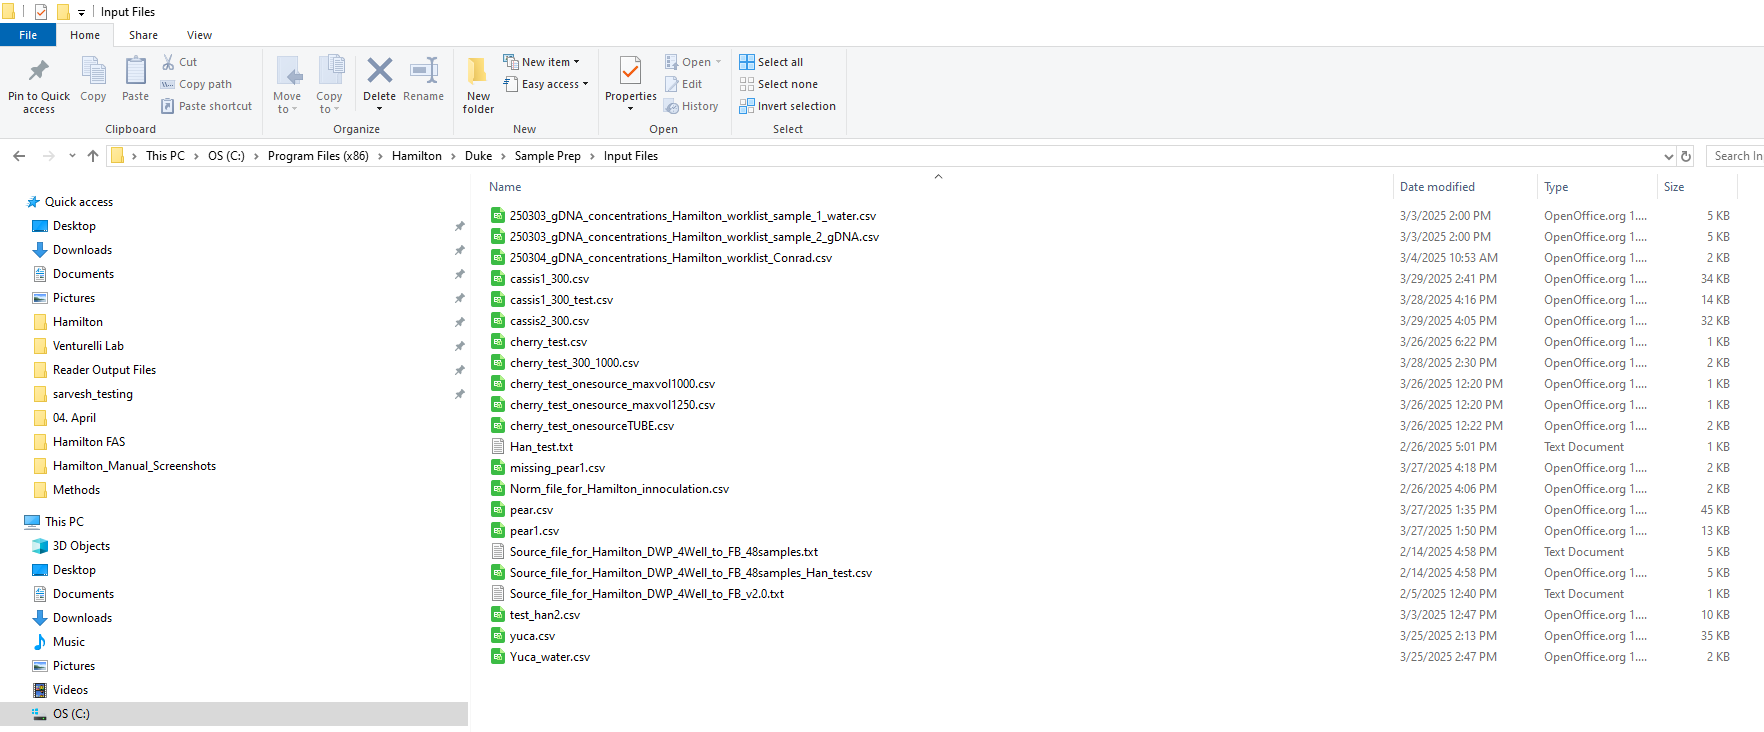 Input Files
File Home Share View
Pin to Quick access
Copy
Paste
Cut
Copy path
Paste shortcut
Clipboard
Move to
Copy to
Delete
Rename
Organize
New folder
New item
Easy access
New
Properties
Open
Edit
History
Open
Select all
Select none
Invert selection
Select
This PC > OS (C:) > Program Files (x86) > Hamilton > Duke > Sample Prep > Input Files
Search In
Quick access
Desktop
Downloads
Documents
Pictures
Hamilton
Venturelli Lab
Reader Output Files
sarvesh_testing
04. April
Hamilton FAS
Hamilton_Manual_Screenshots
Methods
This PC
3D Objects
Desktop
Documents
Downloads
Music
Pictures
Videos
OS (C:)
Name Date modified Type Size
250303_gDNA_concentrations_Hamilton_worklist_sample_1_water.csv 3/3/2025 2:00 PM OpenOffice.org 1.... 5 KB
250303_gDNA_concentrations_Hamilton_worklist_sample_2_gDNA.csv 3/3/2025 2:00 PM OpenOffice.org 1.... 5 KB
250304_gDNA_concentrations_Hamilton_worklist_Conrad.csv 3/4/2025 10:53 AM OpenOffice.org 1.... 2 KB
cassis1_300.csv 3/29/2025 2:41 PM OpenOffice.org 1.... 34 KB
cassis1_300_test.csv 3/28/2025 4:16 PM OpenOffice.org 1.... 14 KB
cassis2_300.csv 3/29/2025 4:05 PM OpenOffice.org 1.... 32 KB
cherry_test.csv 3/26/2025 6:22 PM OpenOffice.org 1.... 1 KB
cherry_test_300_1000.csv 3/28/2025 2:30 PM OpenOffice.org 1.... 2 KB
cherry_test_onesource_maxvol1000.csv 3/26/2025 12:20 PM OpenOffice.org 1.... 1 KB
cherry_test_onesource_maxvol1250.csv 3/26/2025 12:20 PM OpenOffice.org 1.... 1 KB
cherry_test_onesourceTUBE.csv 3/26/2025 12:22 PM OpenOffice.org 1.... 2 KB
Han_test.txt 2/26/2025 5:01 PM Text Document 1 KB
missing_pear1.csv 3/27/2025 4:18 PM OpenOffice.org 1.... 2 KB
Norm_file_for_Hamilton_innoculation.csv 2/26/2025 4:06 PM OpenOffice.org 1.... 2 KB
pear.csv 3/27/2025 1:35 PM OpenOffice.org 1.... 45 KB
pear1.csv 3/27/2025 1:50 PM OpenOffice.org 1.... 13 KB
Source_file_for_Hamilton_DWP_4Well_to_FB_48samples.txt 2/14/2025 4:58 PM Text Document 5 KB
Source_file_for_Hamilton_DWP_4Well_to_FB_48samples_Han_test.csv 2/14/2025 4:58 PM OpenOffice.org 1.... 5 KB
Source_file_for_Hamilton_DWP_4Well_to_FB_v2.0.txt 2/5/2025 12:40 PM Text Document 1 KB
test_han2.csv 3/3/2025 12:47 PM OpenOffice.org 1.... 10 KB
yuca.csv 3/25/2025 2:13 PM OpenOffice.org 1.... 35 KB
Yuca_water.csv 3/25/2025 2:47 PM OpenOffice.org 1.... 2 KB